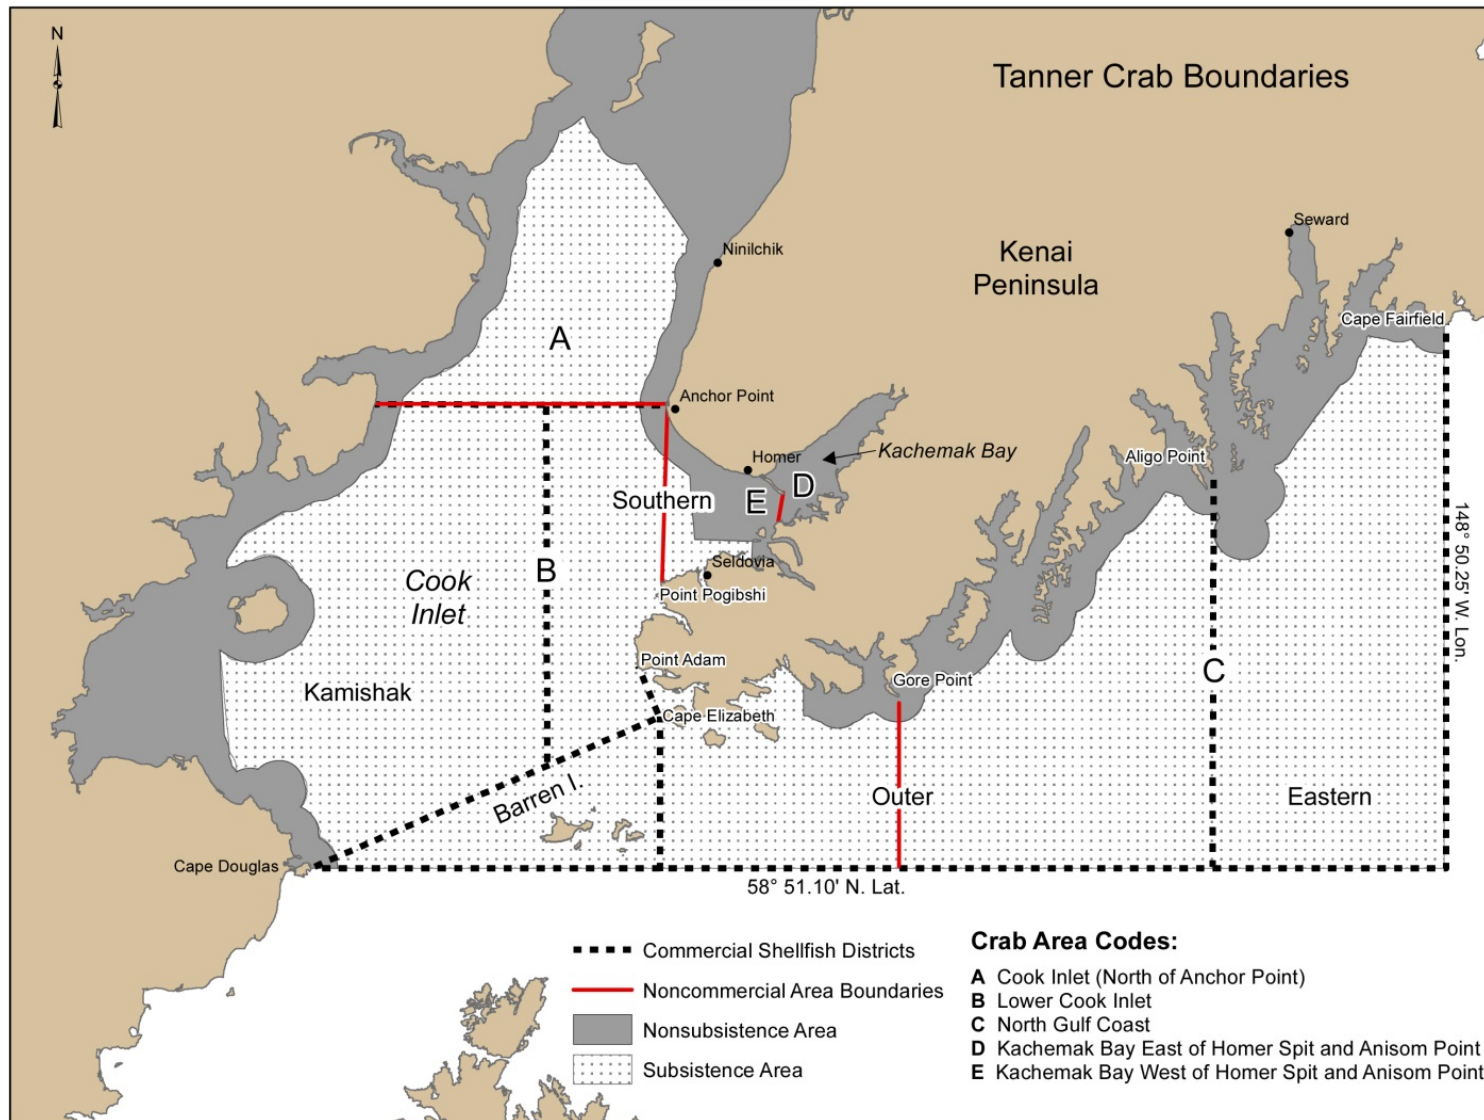 N
Tanner Crab Boundaries
Seward
Ninilchik
Kenai
Peninsula
Cape Fairfield
A
Anchor Point
Kachemak Bay
Aligo Point
Homer
D
E
Southern
148° 50.25' W. Lon.
Cook
Inlet
B
Seldovia
Point Pogibshi
Point Adam
C
Gore Point
Kamishak
Cape Elizabeth
Barren I.
Outer
Eastern
Cape Douglas
58° 51.10' N. Lat.
Commercial Shellfish Districts
Noncommercial Area Boundaries
Nonsubsistence Area
Subsistence Area
Crab Area Codes:
A Cook Inlet (North of Anchor Point)
B Lower Cook Inlet
C North Gulf Coast
D Kachemak Bay East of Homer Spit and Anisom Point
E Kachemak Bay West of Homer Spit and Anisom Point